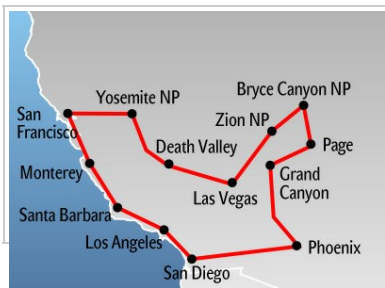 Bryce Canyon NP
Yosemite NP
San
Francisco
Zion NP
Death Valley
Page
Monterey
Grand
Canyon
Las Vegas
Santa Barbara
Los Angeles
Phoenix
San Diego